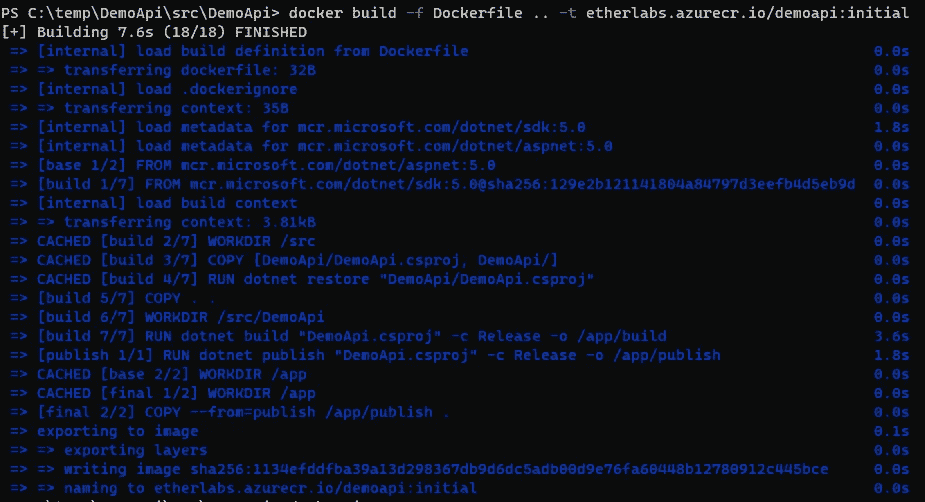 PS C:\temp\DemoApi\src\DemoApi> docker build -f Dockerfile .. -t etherlabs.azurecr.io/demoapi:initial
[+] Building 7.6s (18/18) FINISHED
=> [internal] load build definition from Dockerfile 0.0s
=> => transferring dockerfile: 32B 0.0s
=> [internal] load .dockerignore 0.0s
=> => transferring context: 35B 0.0s
=> [internal] load metadata for mcr.microsoft.com/dotnet/sdk:5.0 1.8s
=> [internal] load metadata for mcr.microsoft.com/dotnet/aspnet:5.0 0.0s
=> [base 1/2] FROM mcr.microsoft.com/dotnet/aspnet:5.0 0.0s
=> [build 1/7] FROM mcr.microsoft.com/dotnet/sdk:5.0@sha256:129e2b121141804a84797d3eefb4d5eb9d 0.0s
=> [internal] load build context 0.0s
=> => transferring context: 3.81kB 0.0s
=> CACHED [build 2/7] WORKDIR /src 0.0s
=> CACHED [build 3/7] COPY [DemoApi/DemoApi.csproj, DemoApi/] 0.0s
=> CACHED [build 4/7] RUN dotnet restore "DemoApi/DemoApi.csproj" 0.0s
=> [build 5/7] COPY . . 0.0s
=> [build 6/7] WORKDIR /src/DemoApi 0.0s
=> [build 7/7] RUN dotnet build "DemoApi.csproj" -c Release -o /app/build 3.6s
=> [publish 1/1] RUN dotnet publish "DemoApi.csproj" -c Release -o /app/publish 1.8s
=> CACHED [base 2/2] WORKDIR /app 0.0s
=> CACHED [final 1/2] WORKDIR /app 0.0s
=> [final 2/2] COPY --from=publish /app/publish . 0.0s
=> exporting to image 0.1s
=> => exporting layers 0.0s
=> => writing image sha256:1134efddfba39a13d298367db9d6dc5adb00d9e76fa60448b12780912c445bce 0.0s
=> => naming to etherlabs.azurecr.io/demoapi:initial 0.0s